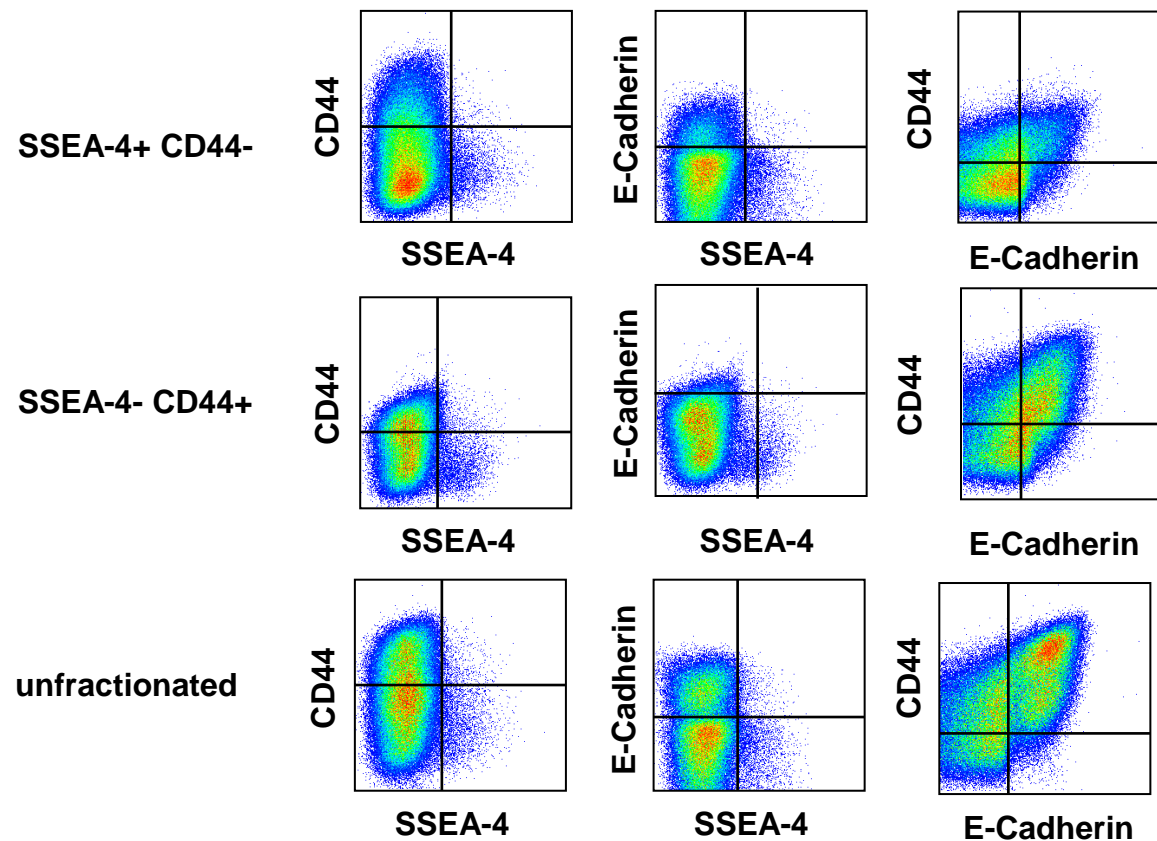 CD44
E-Cadherin
CD44
SSEA-4+ CD44-
SSEA-4
SSEA-4
E-Cadherin
CD44
E-Cadherin
CD44
SSEA-4- CD44+
SSEA-4
SSEA-4
E-Cadherin
CD44
E-Cadherin
CD44
unfractionated
SSEA-4
SSEA-4
E-Cadherin